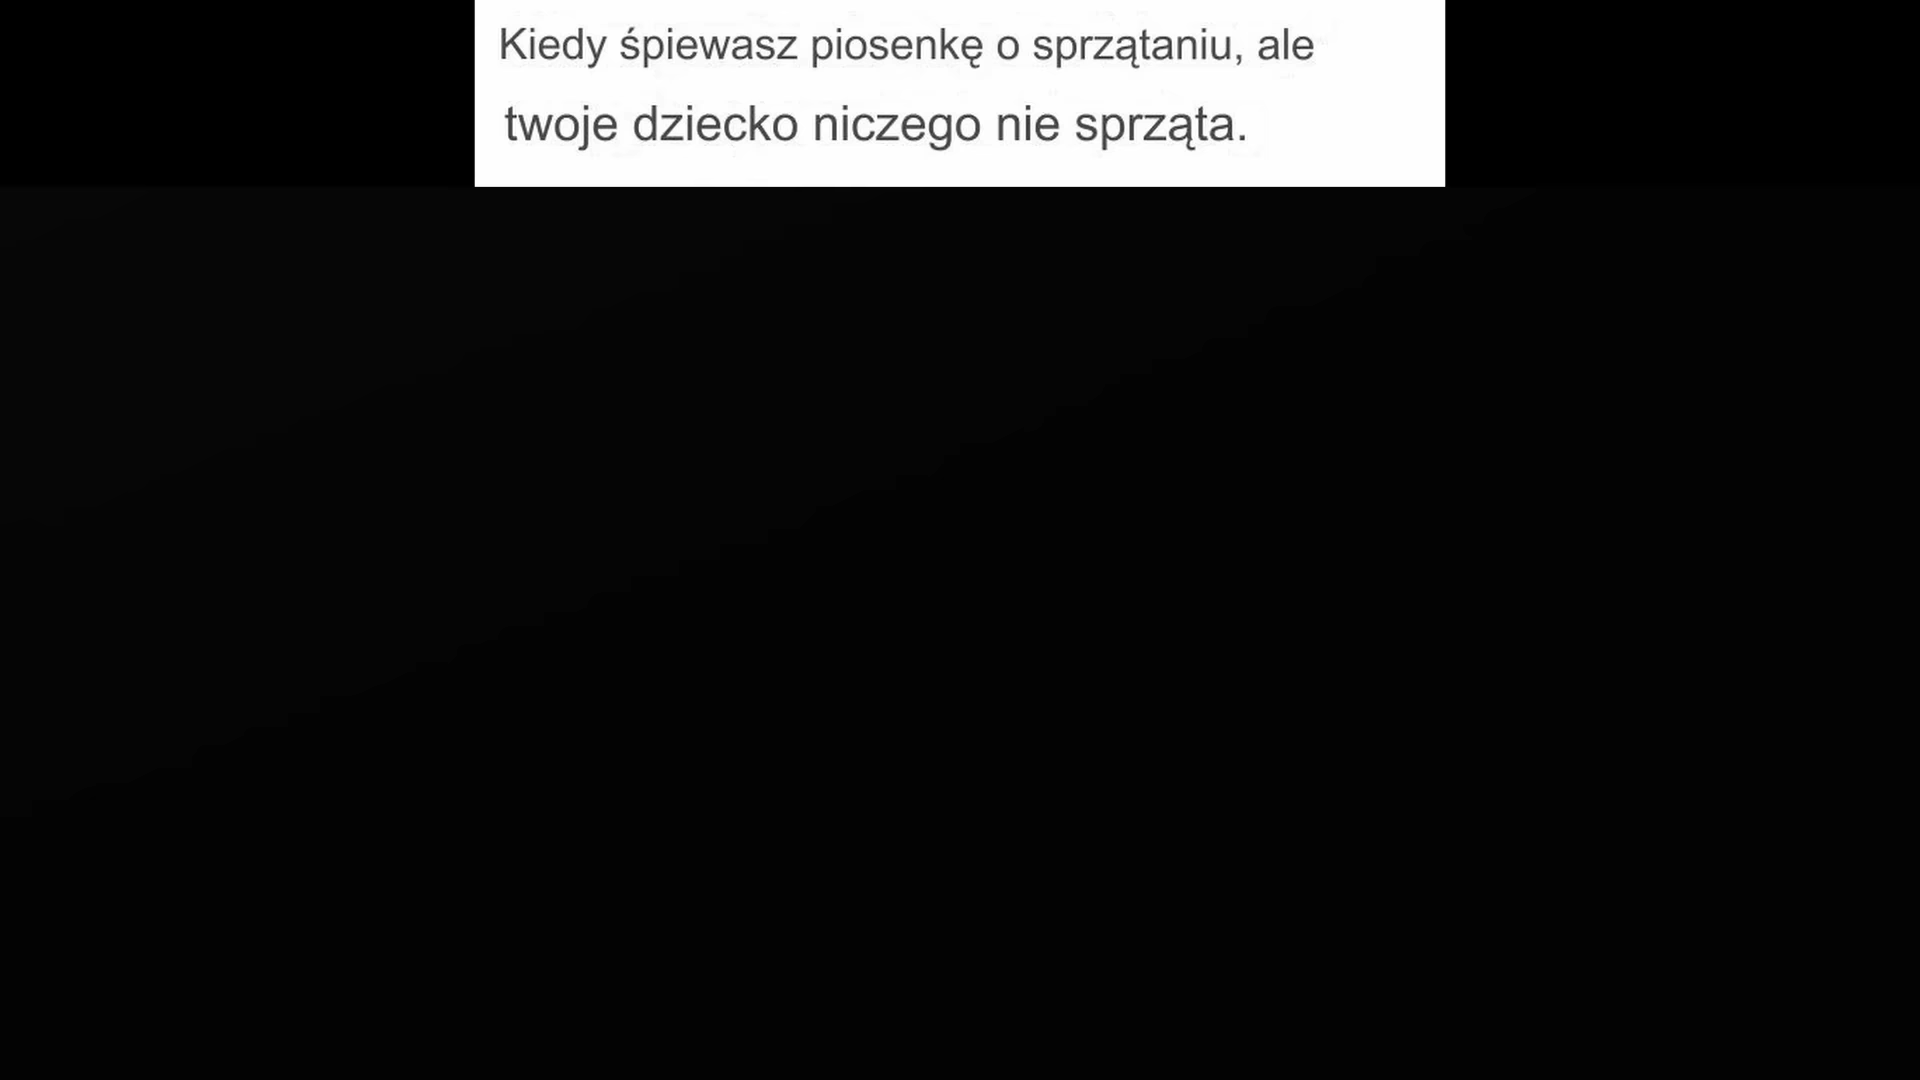 Kiedy śpiewasz piosenkę o sprzątaniu, ale
twoje dziecko niczego nie sprząta.